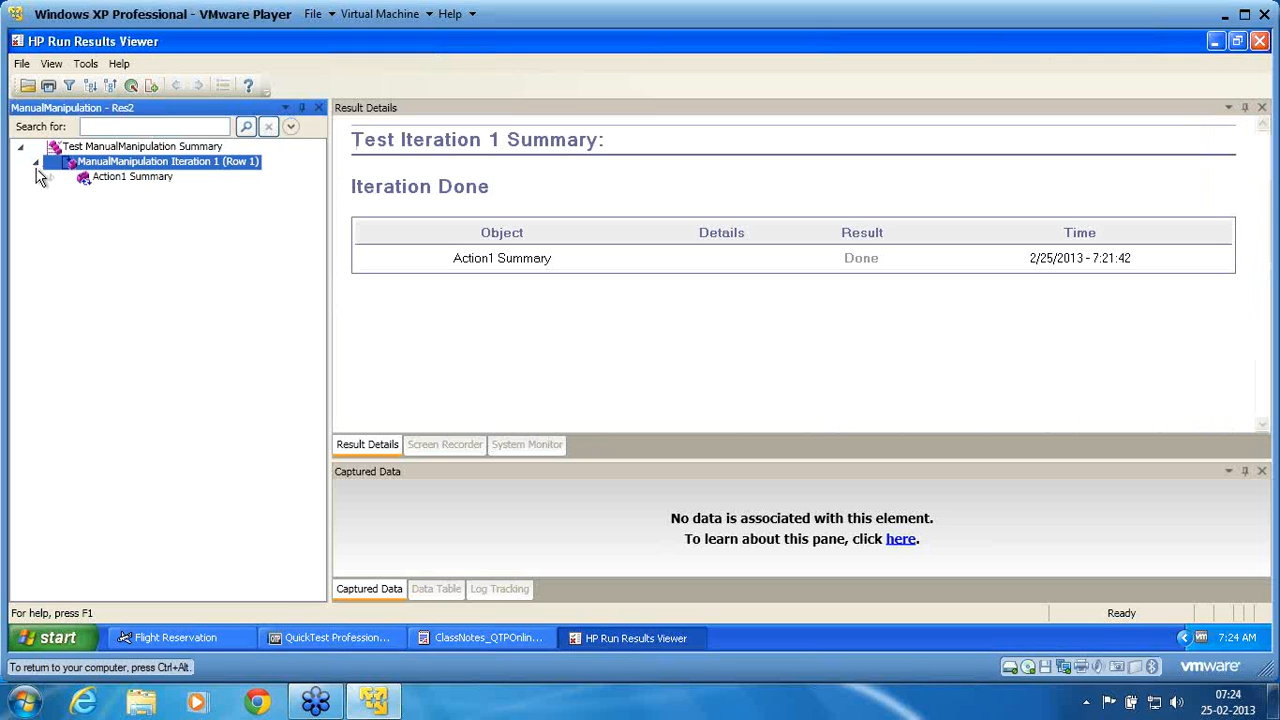 Windows XP Professional - VMware Player File Virtual Machine Help
HP Run Results Viewer
File View Tools Help
ManualManipulation - Res2
Result Details
Search for:
Test ManualManipulation Summary
ManualManipulation Iteration 1 (Row 1)
Action1 Summary
Test Iteration 1 Summary:
Iteration Done
Object Details Result Time
Action1 Summary Done 2/25/2013 - 7:21:42
Result Details Screen Recorder System Monitor
Captured Data
No data is associated with this element.
To learn about this pane, click here.
Captured Data Data Table Log Tracking
For help, press F1
Ready
start Flight Reservation QuickTest Profession... ClassNotes_QTPOnlin... HP Run Results Viewer 7:24 AM
To return to your computer, press Ctrl+Alt.
vmware
07:24
25-02-2013